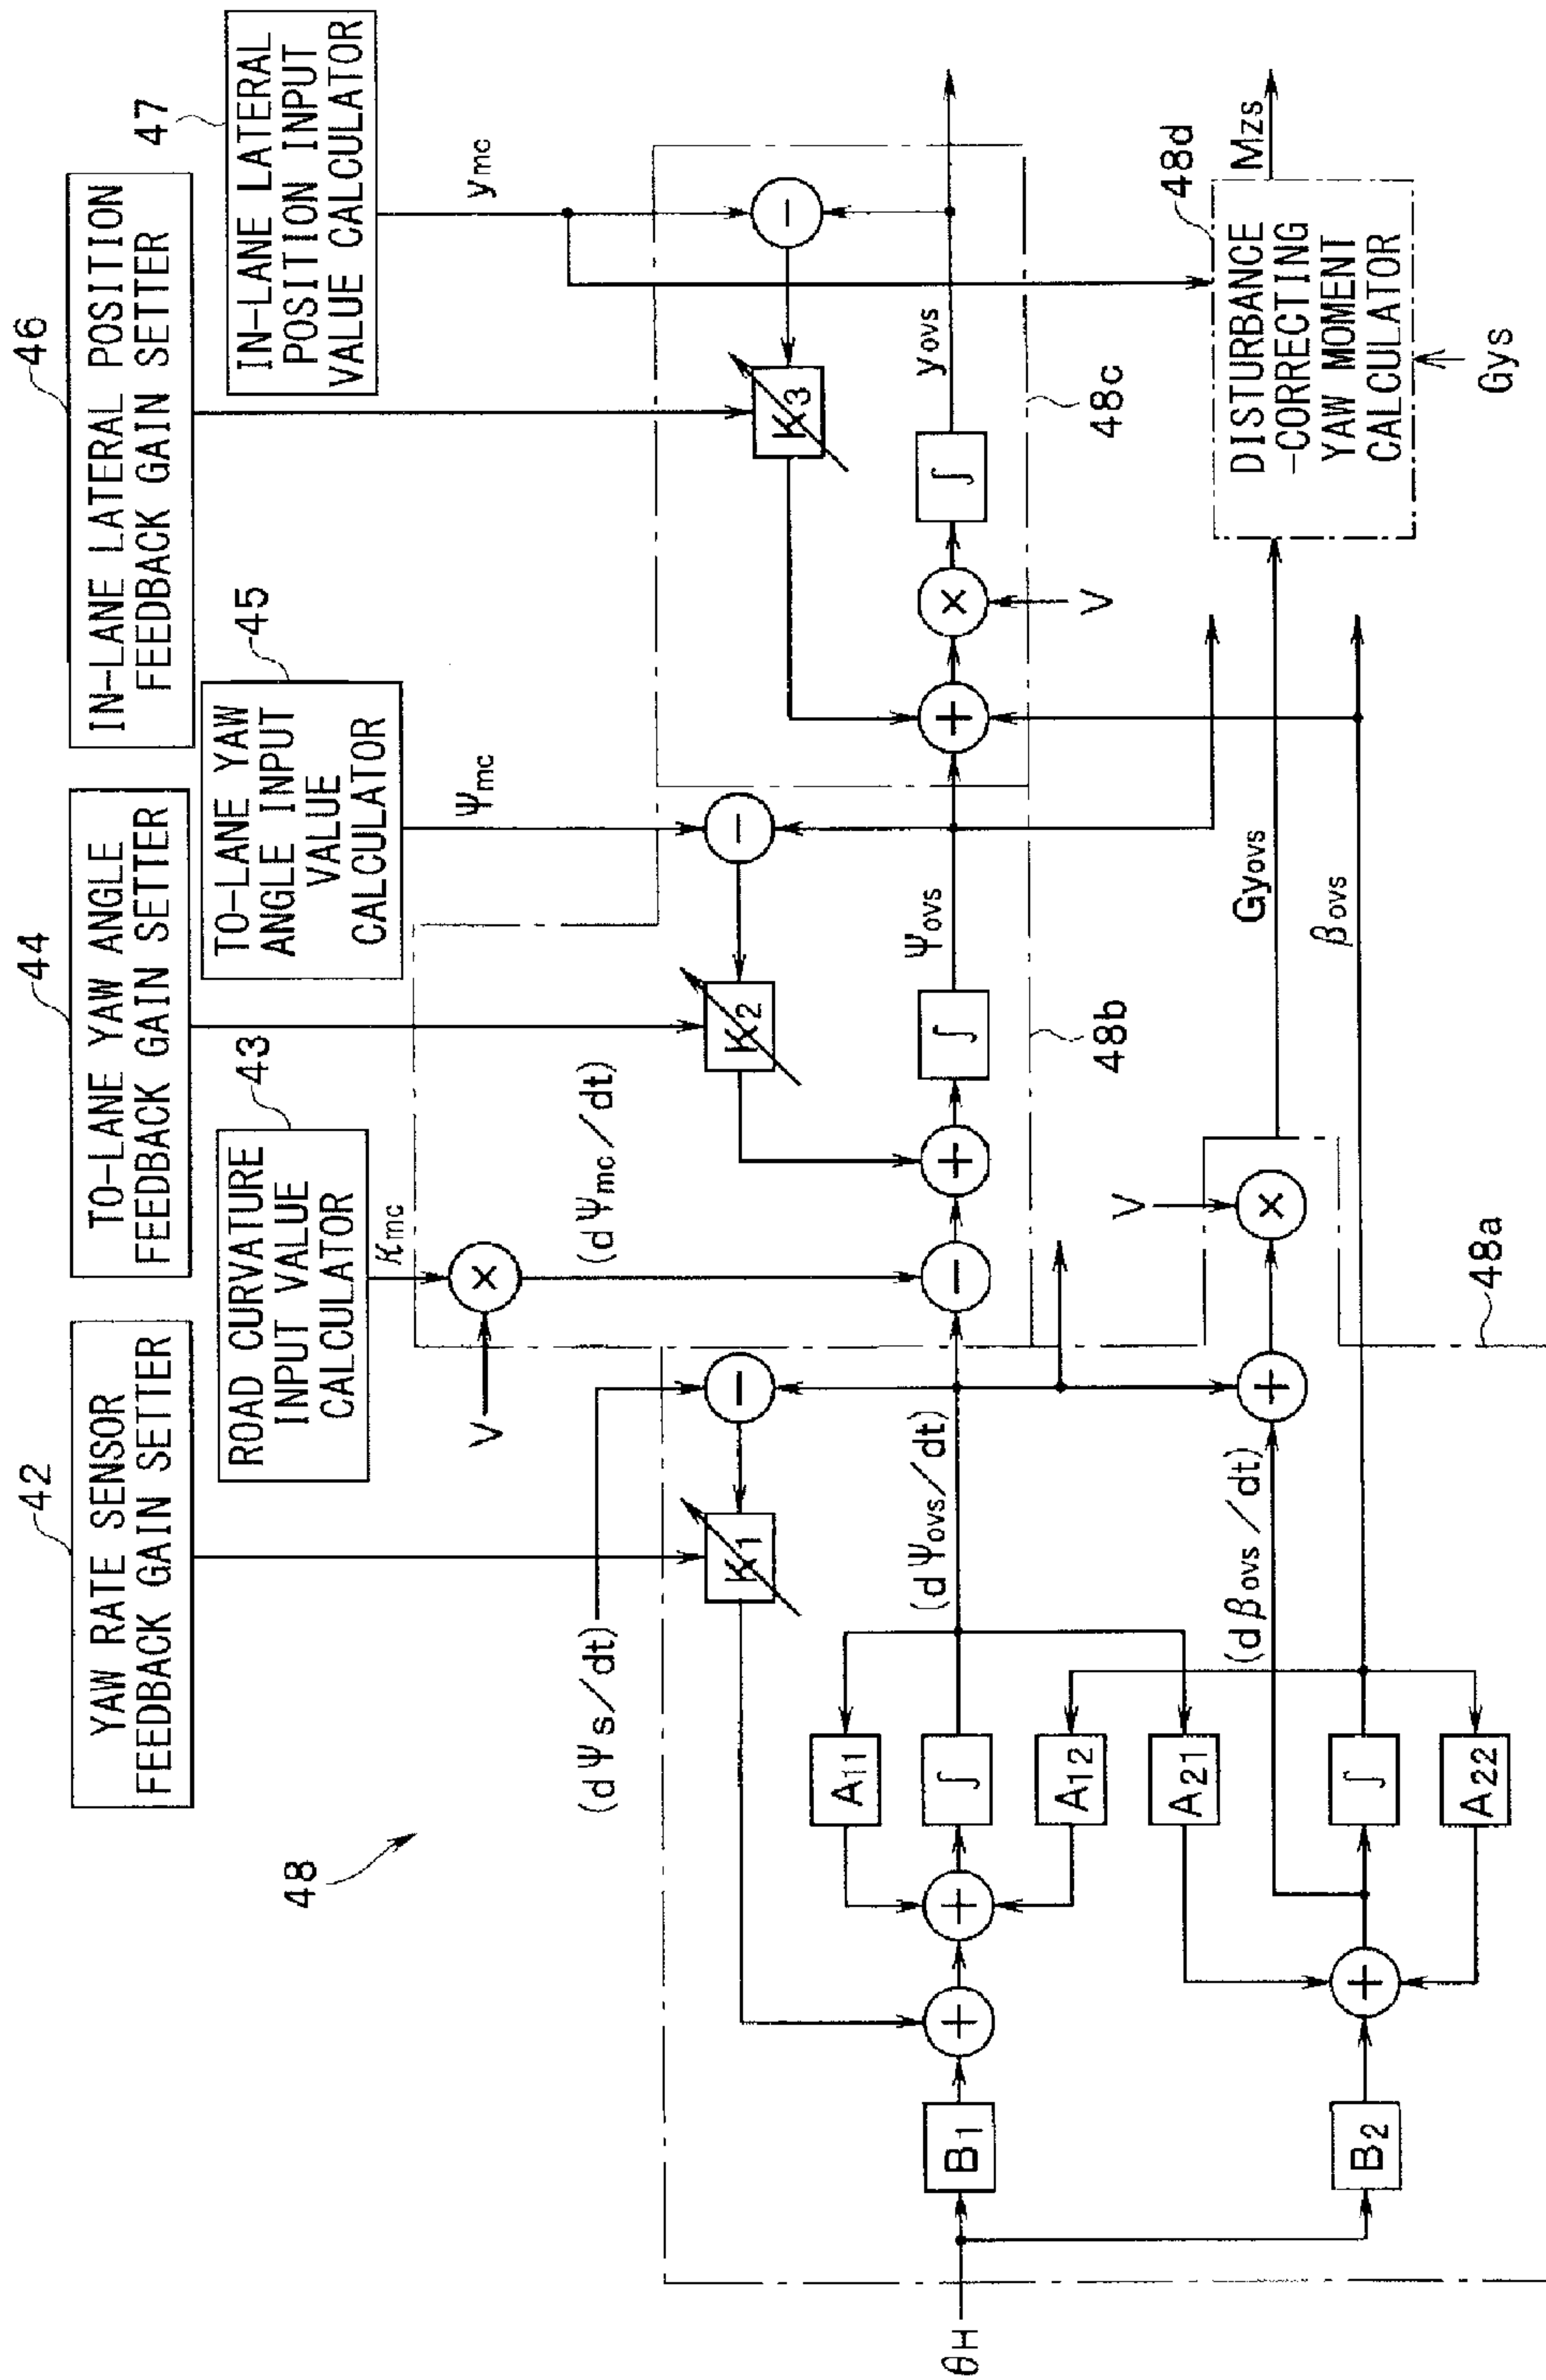 42
YAW RATE SENSOR
FEEDBACK GAIN SETTER
44
TO-LANE YAW ANGLE
FEEDBACK GAIN SETTER
46
IN-LANE LATERAL POSITION
FEEDBACK GAIN SETTER
43
ROAD CURVATURE
INPUT VALUE
CALCULATOR
45
TO-LANE YAW
ANGLE INPUT
VALUE
CALCULATOR
47
IN-LANE LATERAL
POSITION INPUT
VALUE CALCULATOR
48
V
×
κmc
Ψmc
ymc
(dΨs/dt)
(dΨmc/dt)
K1
−
K2
−
K3
−
A11
B1
+
+
∫
(dΨovs/dt)
−
+
∫
Ψovs
+
×
∫
yovs
θH
A12
V
48b
48c
A21
(dβovs/dt)
+
V
×
Gyovs
DISTURBANCE
-CORRECTING
YAW MOMENT
CALCULATOR
48d
Mzs
B2
+
∫
βovs
A22
48a
Gys